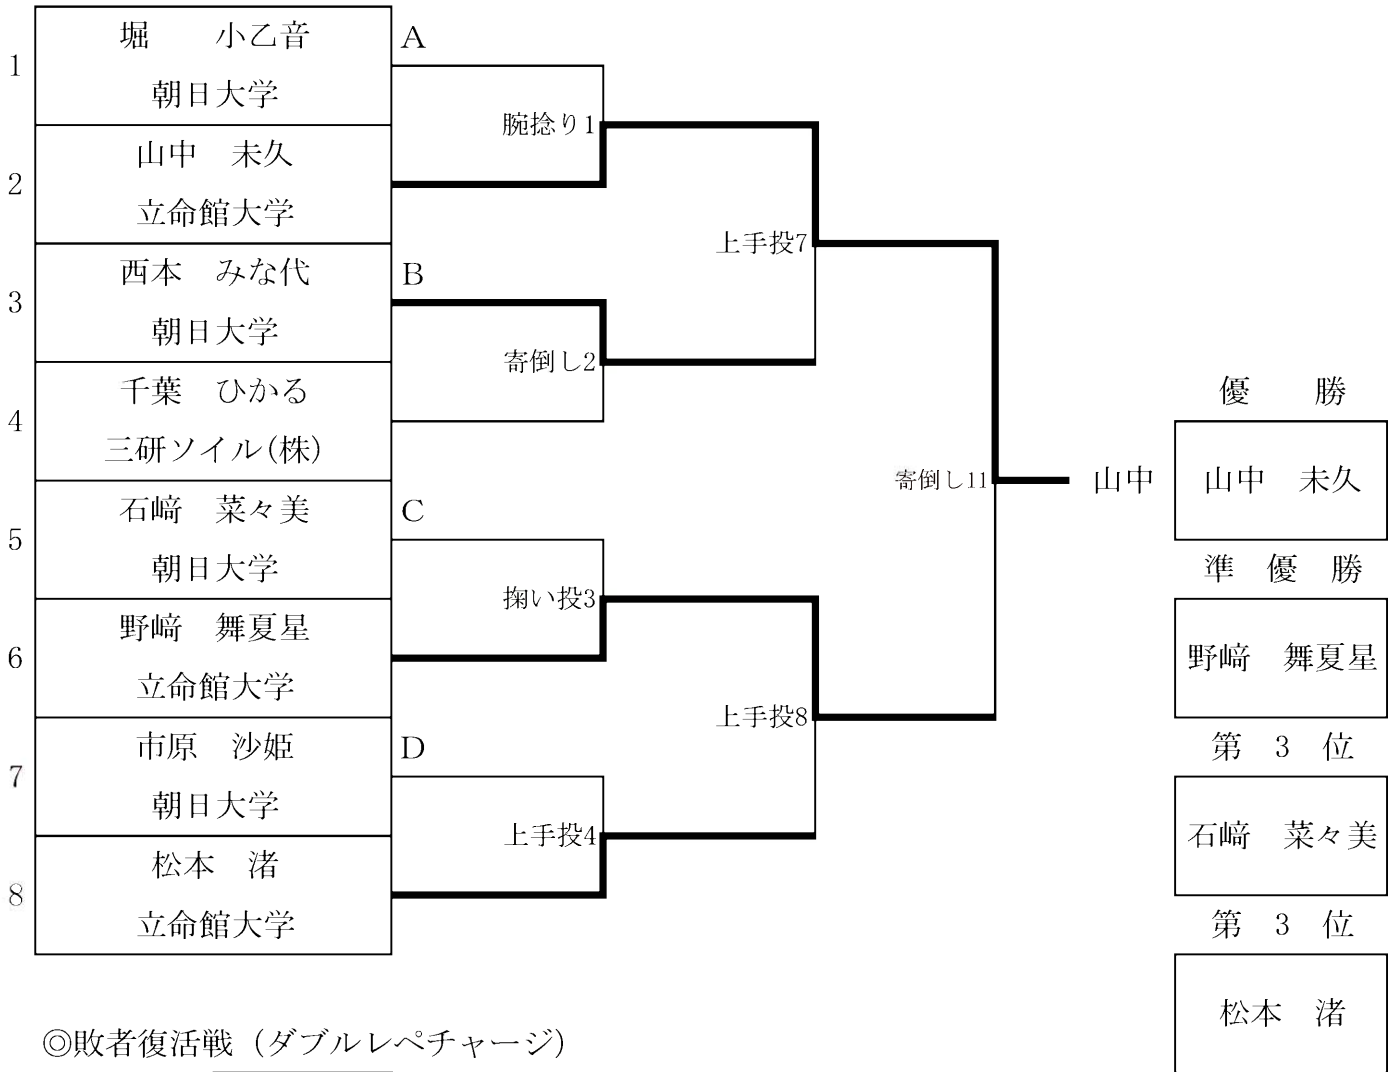 1
堀　小乙音
朝日大学
A
2
山中　未久
立命館大学
腕捻り1
3
西本　みな代
朝日大学
B
上手投7
4
千葉　ひかる
三研ソイル(株)
寄倒し2
5
石﨑　菜々美
朝日大学
C
寄倒し11
山中
6
野﨑　舞夏星
立命館大学
掬い投3
7
市原　沙姫
朝日大学
D
上手投8
8
松本　渚
立命館大学
上手投4
優　勝
山中　未久
準　優　勝
野﨑　舞夏星
第　3　位
石﨑　菜々美
第　3　位
松本　渚
◎敗者復活戦（ダブルレペチャージ）